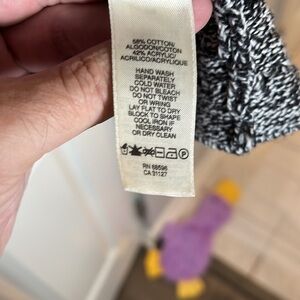 58% COTTON/
ALGODON/COTON
42% ACRYLIC/
ACRILICO/ACRYLIQUE
HAND WASH
SEPARATELY
COLD WATER
DO NOT BLEACH
DO NOT TWIST
OR WRING
LAY FLAT TO DRY
BLOCK TO SHAPE
COOL IRON IF
NECESSARY
OR DRY CLEAN
P
RN 68696
CA 31127